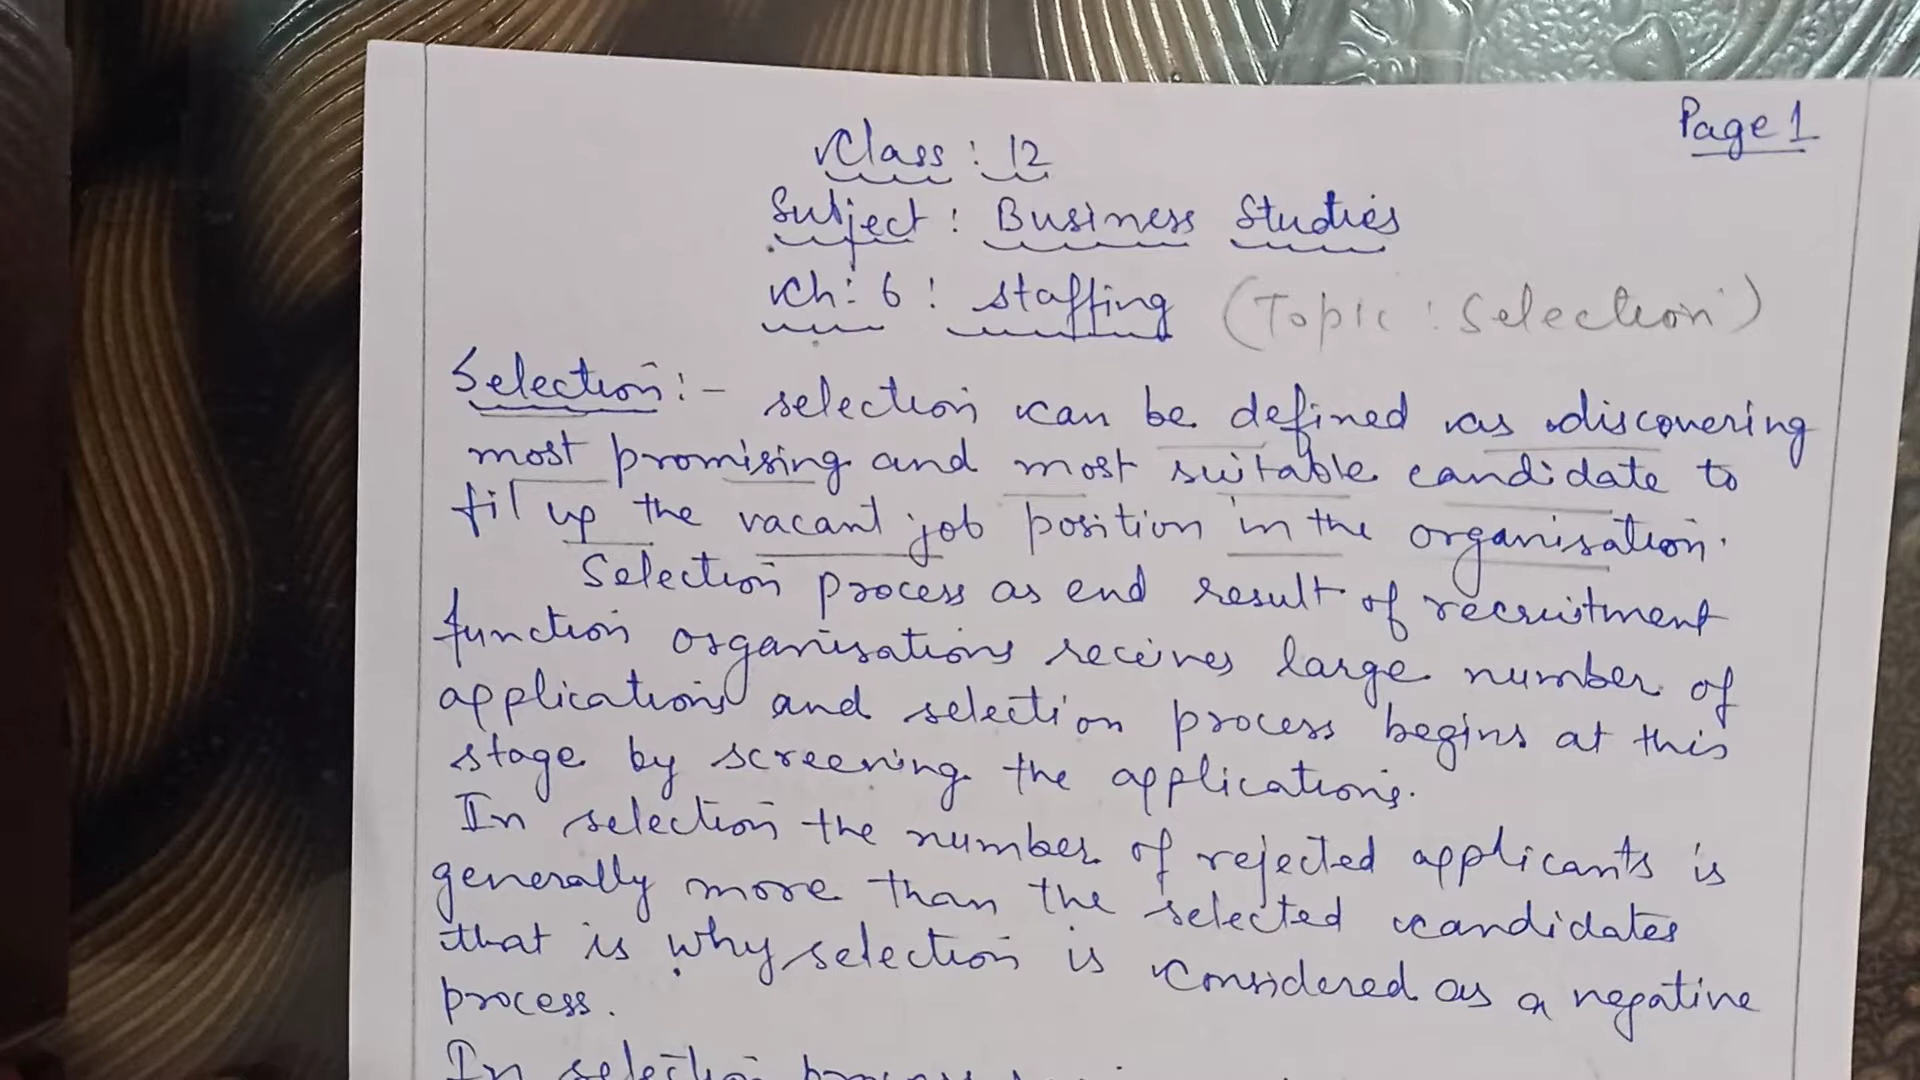 Page 1
Class : 12
Subject : Business Studies
Ch : 6 : Staffing (Topic : Selection)
Selection :- selection can be defined as discovering
most promising and most suitable candidate to
fil up the vacant job position in the organisation.
Selection process as end result of recruitment
function organisations receives large number of
applications and selection process begins at this
stage by screening the applications.
In selection the number of rejected applicants is
generally more than the selected candidates
that is why selection is considered as a negative
process.
In selection process